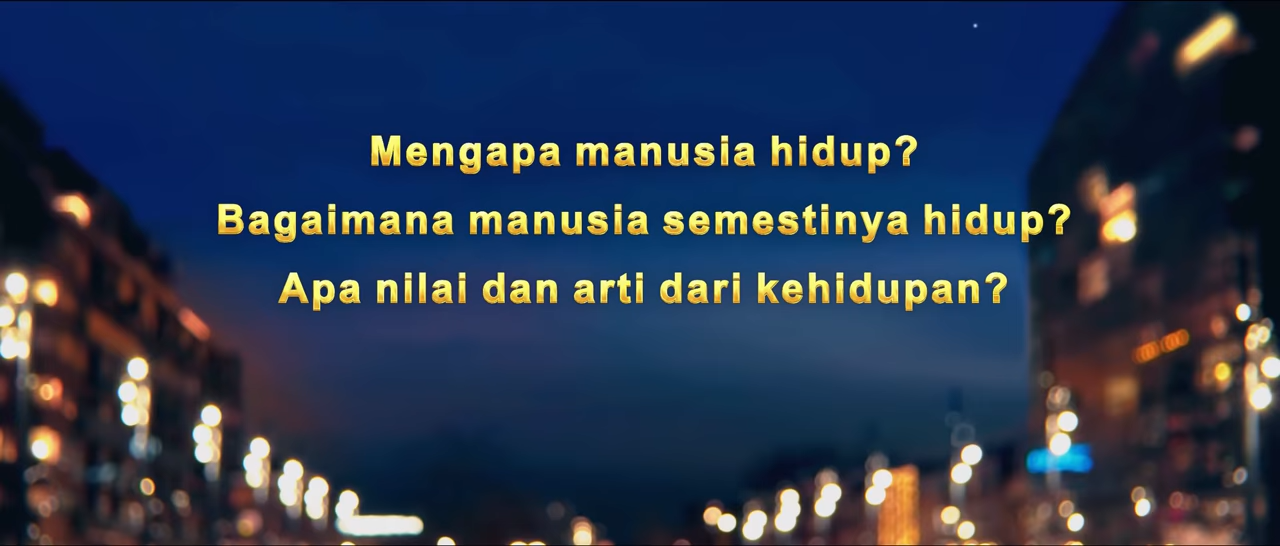 Mengapa manusia hidup?
Bagaimana manusia semestinya hidup?
Apa nilai dan arti dari kehidupan?